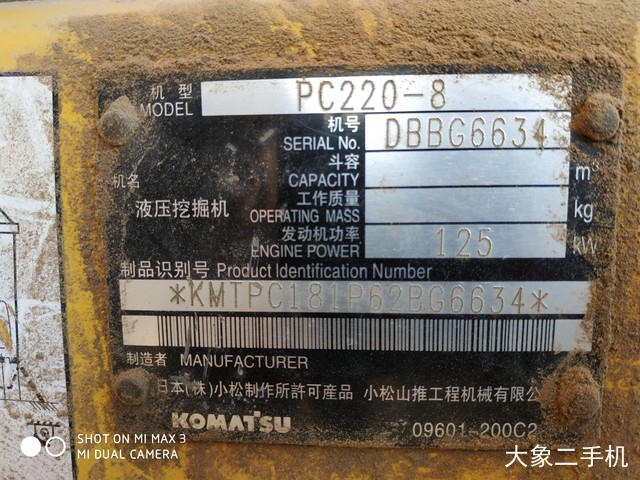 机型 PC220-8
MODEL
机号 DBBG6634
SERIAL No.
斗容
CAPACITY m³
机名 工作质量
液压挖掘机 OPERATING MASS kg
发动机功率 125 kW
ENGINE POWER
制品识别号 Product Identification Number
*KMTPC181P62BG6634*
制造者 MANUFACTURER
日本(株)小松制作所許可産品 小松山推工程机械有限公
KOMATSU
09601-200C2
SHOT ON MI MAX 3
MI DUAL CAMERA
大象二手机